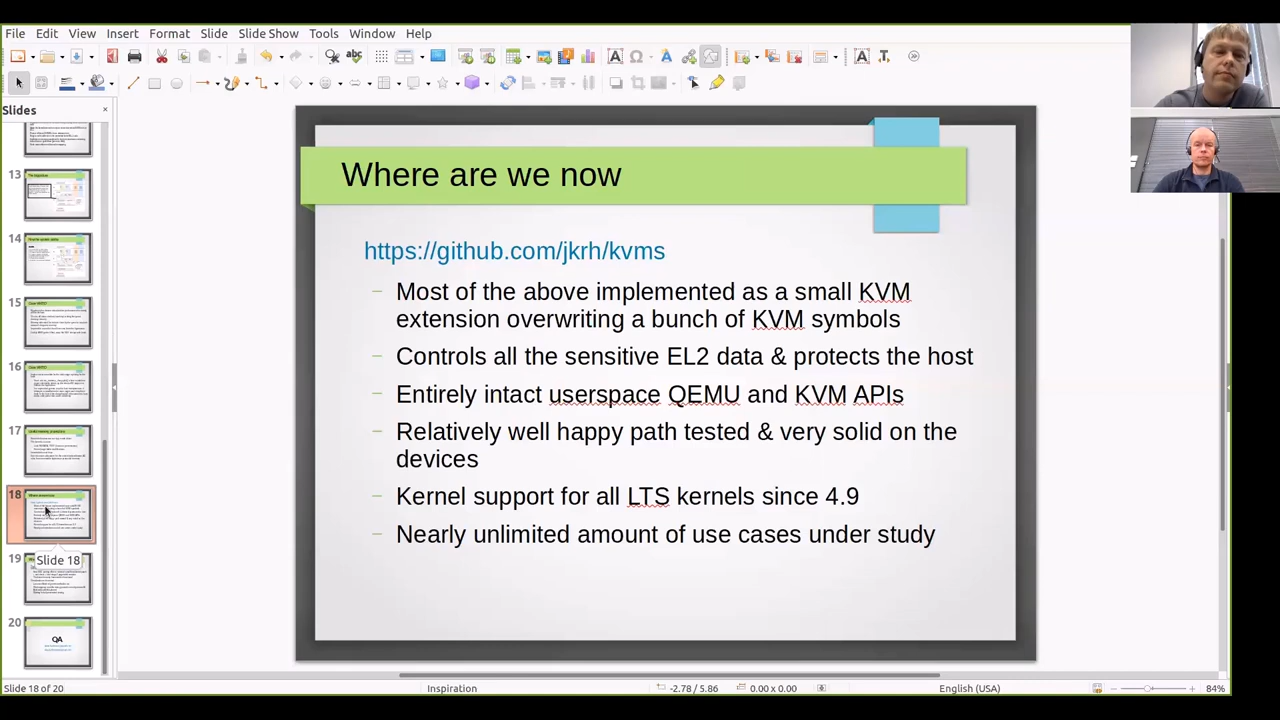 File Edit View Insert Format Slide Slide Show Tools Window Help
Slides
Where are we now
https://github.com/jkrh/kvms
– Most of the above implemented as a small KVM
extension overwriting a bunch of KVM symbols
– Controls all the sensitive EL2 data & protects the host
– Entirely intact userspace QEMU and KVM APIs
– Relatively well happy path tested & very solid on the
devices
– Kernel support for all LTS kernels since 4.9
– Nearly unlimited amount of use cases under study
13
14
15
16
17
18
Slide 18
19
20
QA
Slide 18 of 20
Inspiration
-2.78 / 5.86
0.00 x 0.00
English (USA)
84%